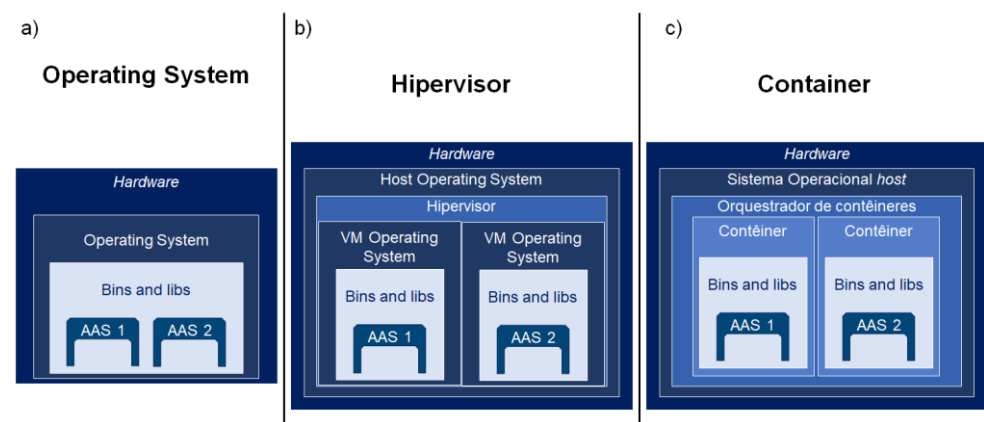 a)
Operating System
Hardware
Operating System
Bins and libs
AAS 1
AAS 2
b)
Hipervisor
Hardware
Host Operating System
Hipervisor
VM Operating
System
Bins and libs
AAS 1
VM Operating
System
Bins and libs
AAS 2
c)
Container
Hardware
Sistema Operacional host
Orquestrador de contêineres
Contêiner
Bins and libs
AAS 1
Contêiner
Bins and libs
AAS 2